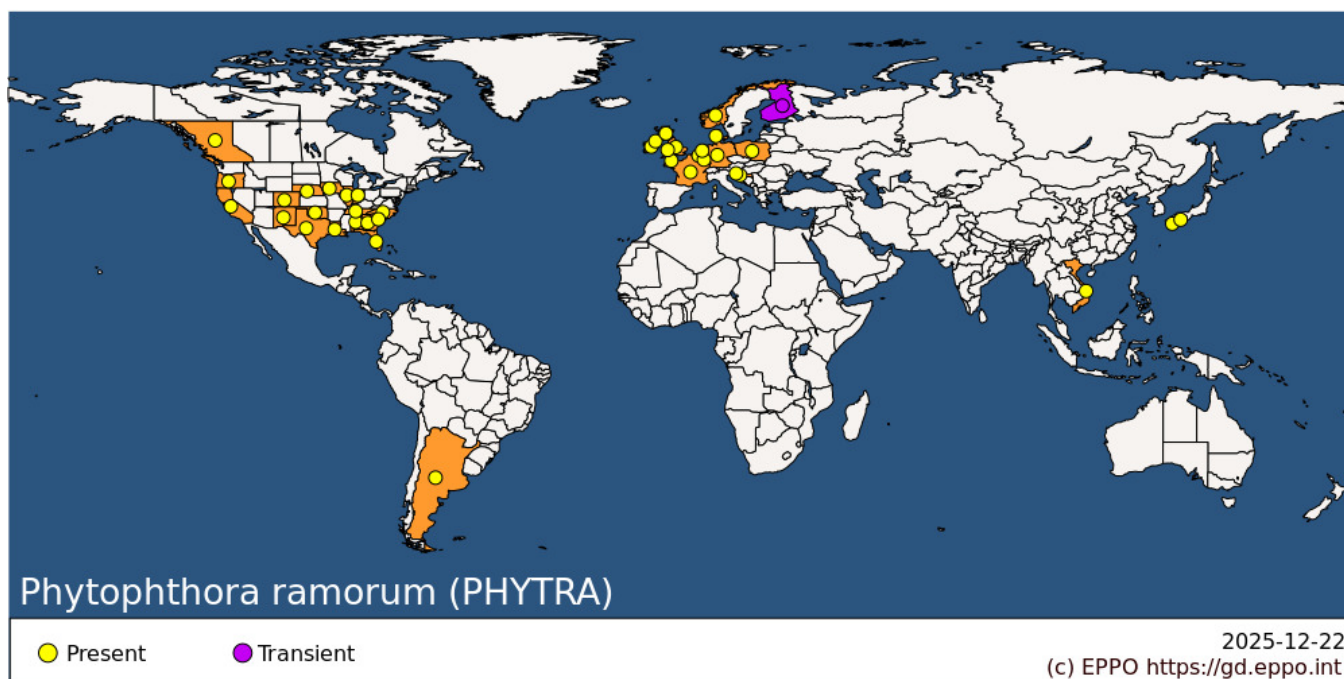 Phytophthora ramorum (PHYTRA)
Present
Transient
2025-12-22
(c) EPPO https://gd.eppo.int